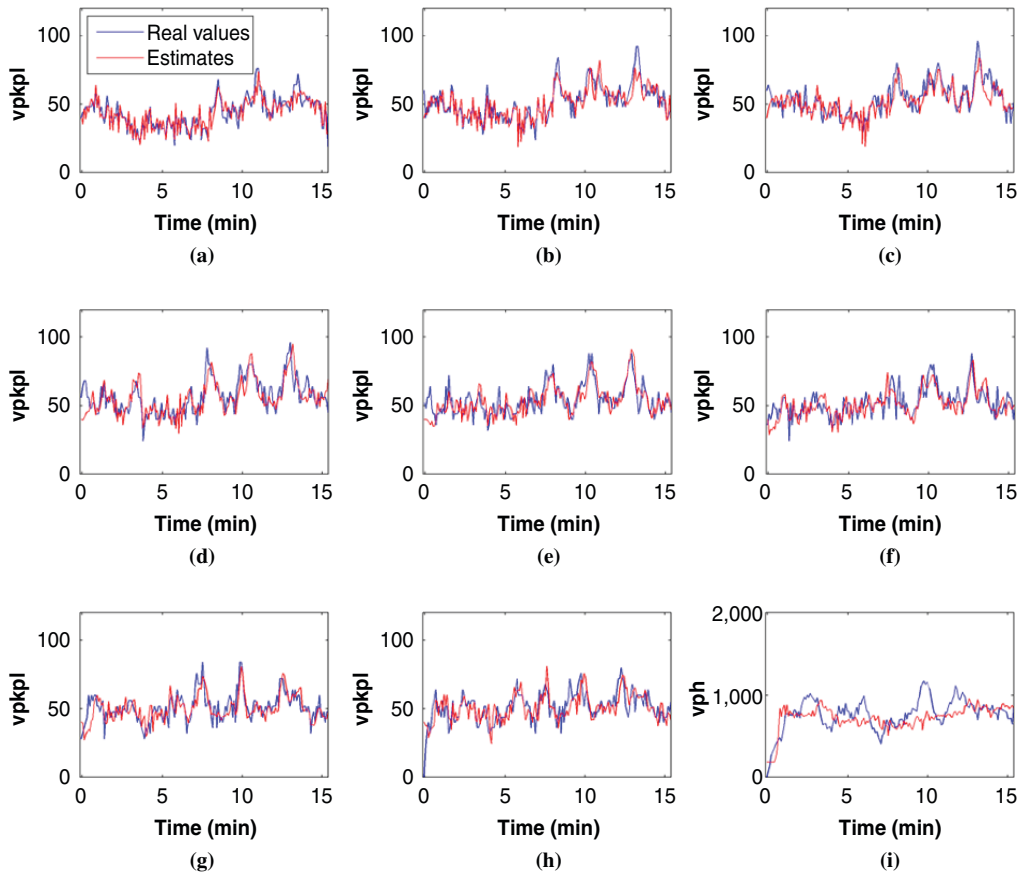 Real values
Estimates
100
50
0
vpkpl
0 5 10 15
Time (min)
(a)
100
50
0
vpkpl
0 5 10 15
Time (min)
(b)
100
50
0
vpkpl
0 5 10 15
Time (min)
(c)
100
50
0
vpkpl
0 5 10 15
Time (min)
(d)
100
50
0
vpkpl
0 5 10 15
Time (min)
(e)
100
50
0
vpkpl
0 5 10 15
Time (min)
(f)
100
50
0
vpkpl
0 5 10 15
Time (min)
(g)
100
50
0
vpkpl
0 5 10 15
Time (min)
(h)
2,000
1,000
0
vph
0 5 10 15
Time (min)
(i)